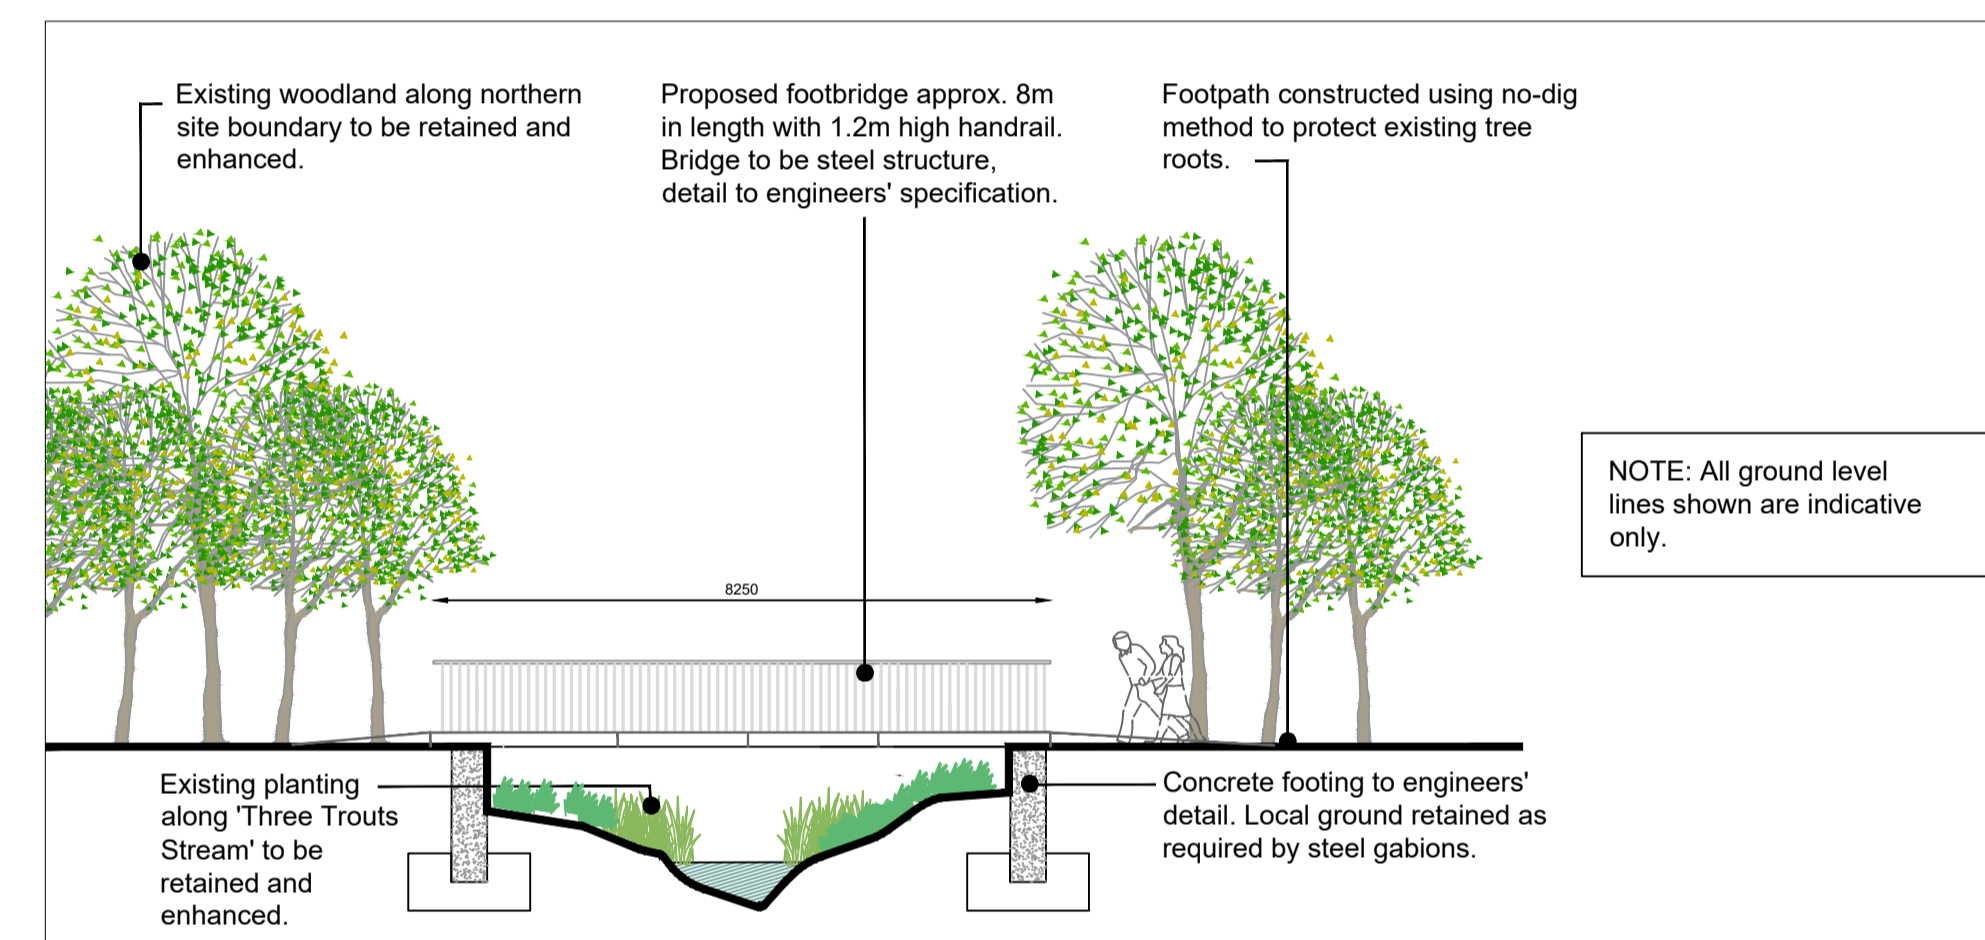 Existing woodland along northern
site boundary to be retained and
enhanced.
Proposed footbridge approx. 8m
in length with 1.2m high handrail.
Bridge to be steel structure,
detail to engineers' specification.
Footpath constructed using no-dig
method to protect existing tree
roots.
NOTE: All ground level
lines shown are indicative
only.
8250
Existing planting
along 'Three Trouts
Stream' to be
retained and
enhanced.
Concrete footing to engineers'
detail. Local ground retained as
required by steel gabions.